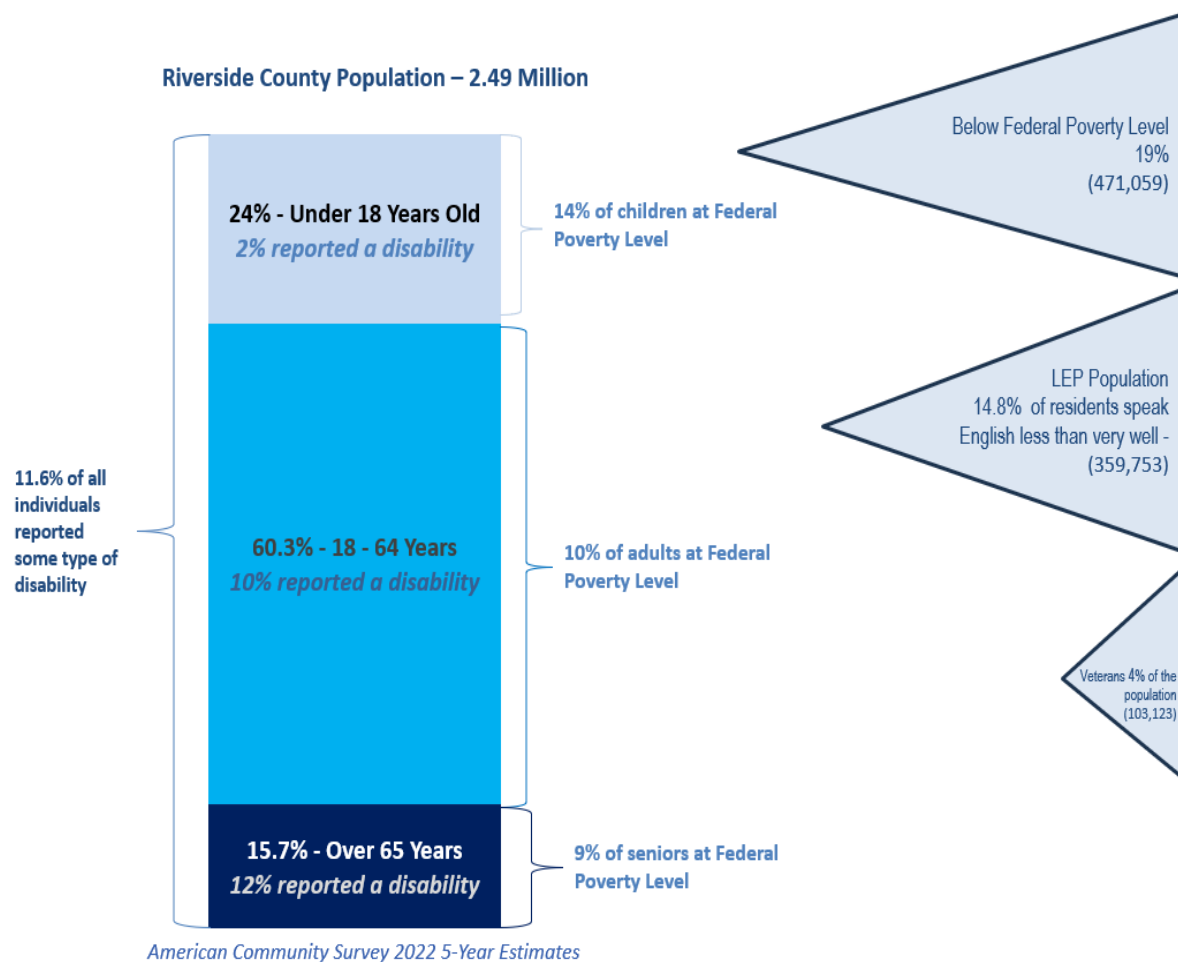 Riverside County Population – 2.49 Million
24% - Under 18 Years Old
2% reported a disability
14% of children at Federal
Poverty Level
11.6% of all
individuals
reported
some type of
disability
60.3% - 18 - 64 Years
10% reported a disability
10% of adults at Federal
Poverty Level
15.7% - Over 65 Years
12% reported a disability
9% of seniors at Federal
Poverty Level
American Community Survey 2022 5-Year Estimates
Below Federal Poverty Level
19%
(471,059)
LEP Population
14.8% of residents speak
English less than very well -
(359,753)
Veterans 4% of the
population
(103,123)